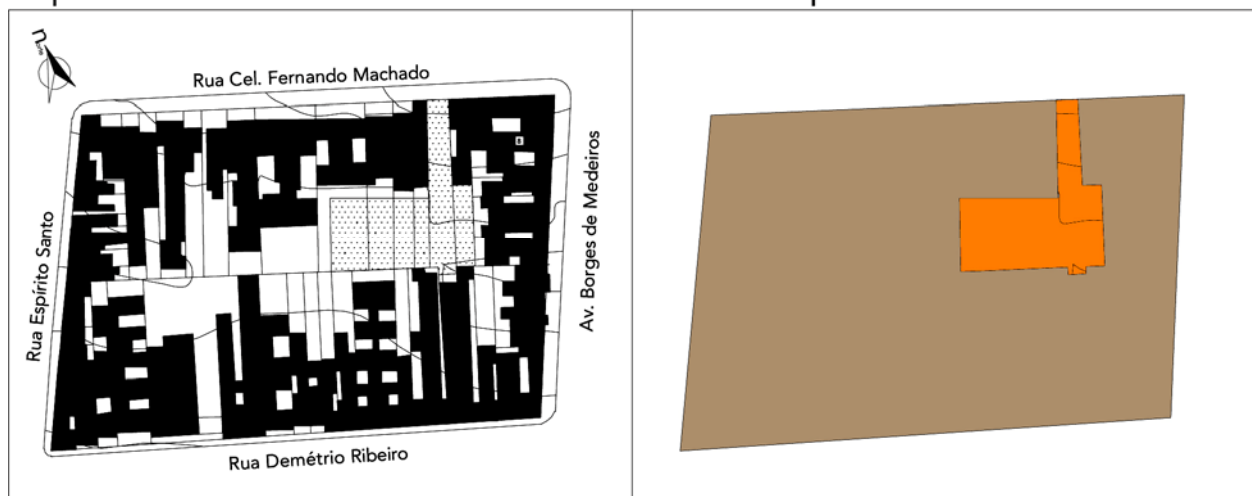 n
Rua Cel. Fernando Machado
Av. Borges de Medeiros
Rua Espírito Santo
Rua Demétrio Ribeiro